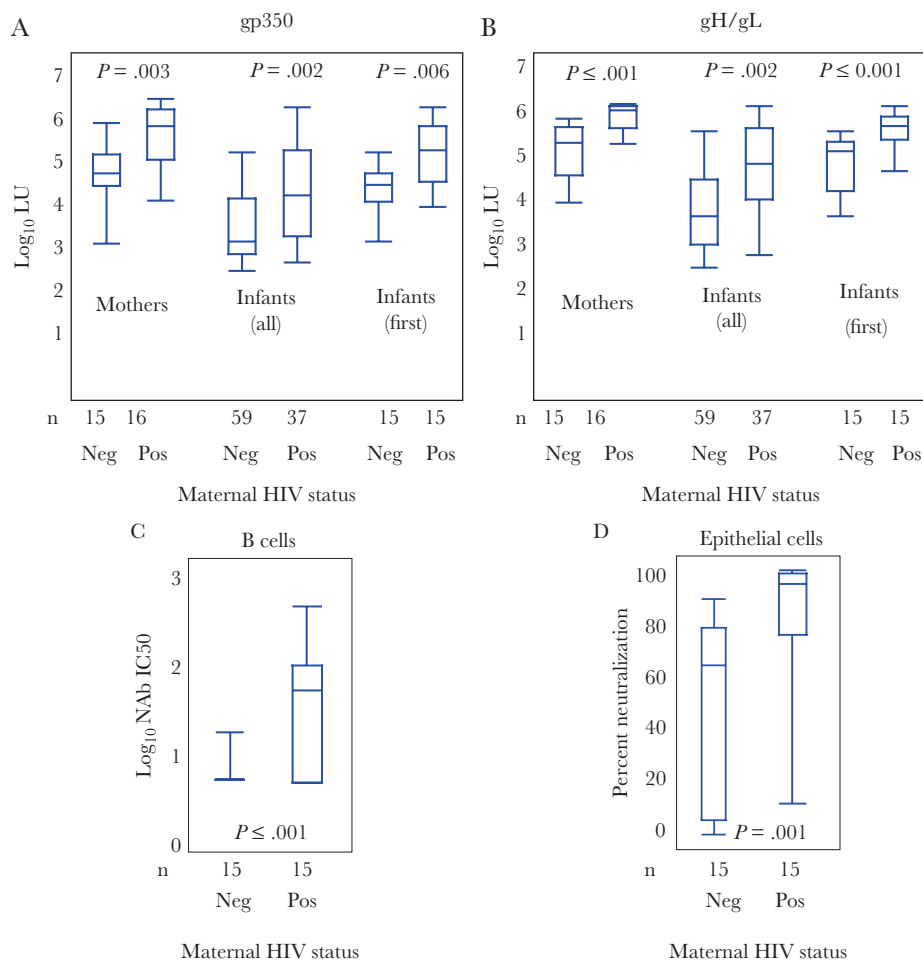 A
gp350
Log10 LU
7
6
5
4
3
2
1
P = .003
P = .002
P = .006
Mothers
Infants
(all)
Infants
(first)
n
15 16 59 37 15 15
Neg Pos Neg Pos Neg Pos
Maternal HIV status
B
gH/gL
Log10 LU
7
6
5
4
3
2
1
P ≤ .001
P = .002
P ≤ 0.001
Mothers
Infants
(all)
Infants
(first)
n
15 16 59 37 15 15
Neg Pos Neg Pos Neg Pos
Maternal HIV status
C
B cells
Log10 NAb IC50
3
2
1
0
P ≤ .001
n
15 15
Neg Pos
Maternal HIV status
D
Epithelial cells
Percent neutralization
100
80
60
40
20
0
P = .001
n
15 15
Neg Pos
Maternal HIV status